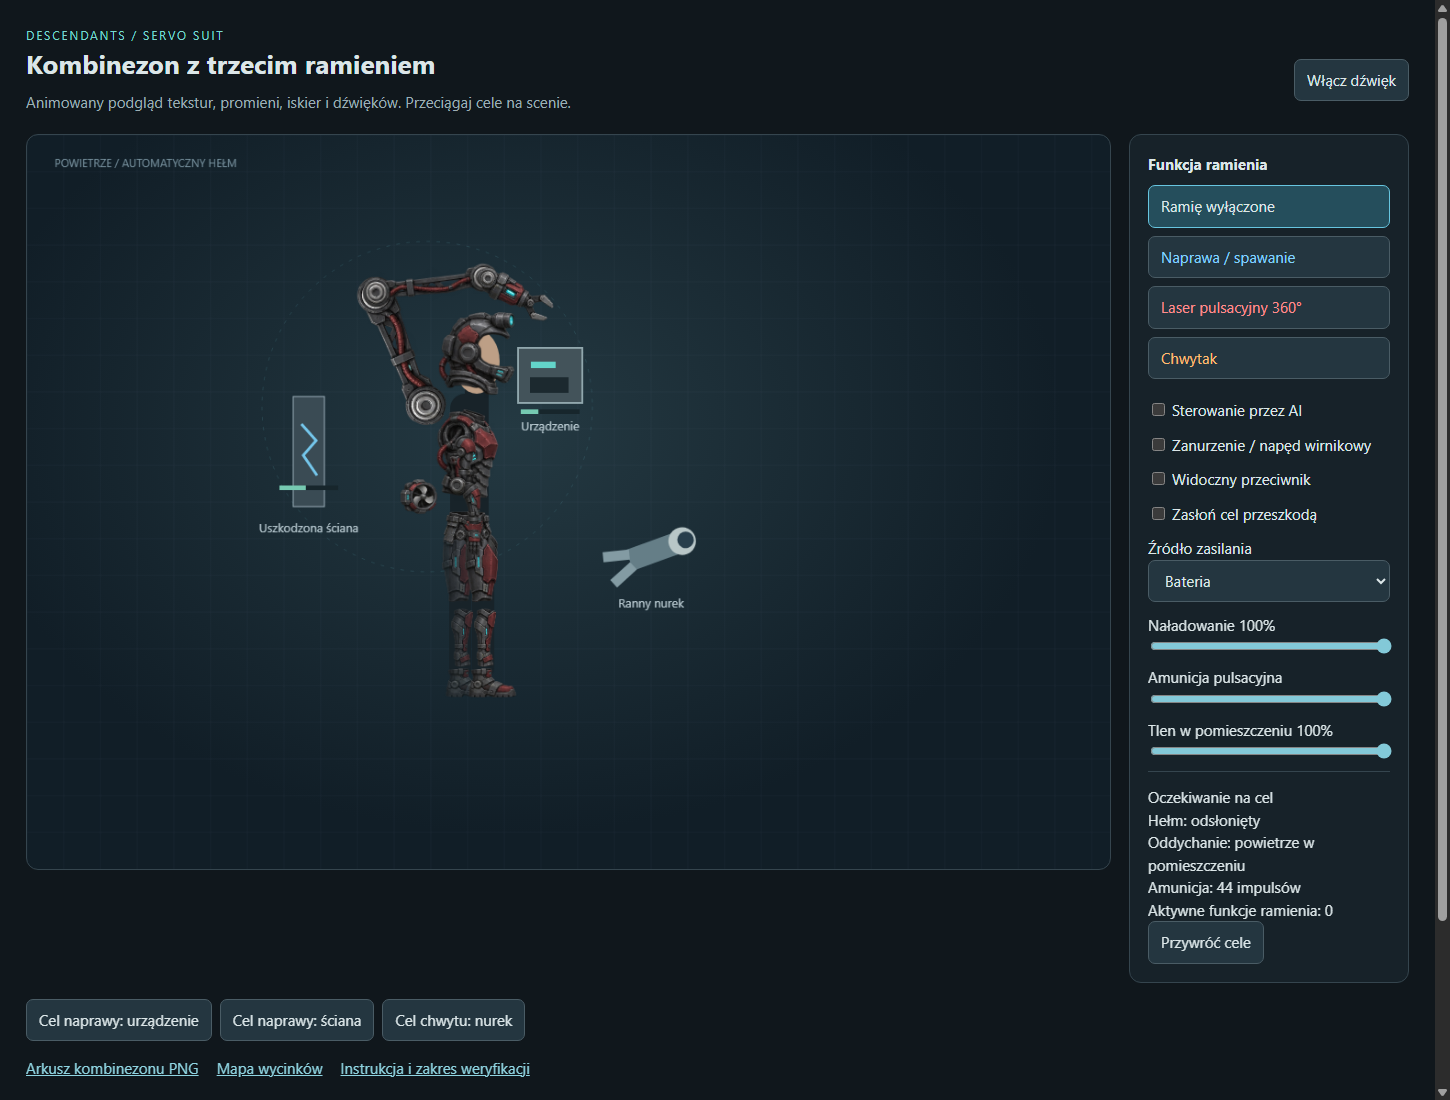 DESCENDANTS / SERVO SUIT
Kombinezon z trzecim ramieniem
Animowany podgląd tekstur, promieni, iskier i dźwięków. Przeciągaj cele na scenie.
Włącz dźwięk
POWIETRZE / AUTOMATYCZNY HEŁM
Urządzenie
Uszkodzona ściana
Ranny nurek
Funkcja ramienia
Ramię wyłączone
Naprawa / spawanie
Laser pulsacyjny 360°
Chwytak
Sterowanie przez AI
Zanurzenie / napęd wirnikowy
Widoczny przeciwnik
Zasłoń cel przeszkodą
Źródło zasilania
Bateria
Naładowanie 100%
Amunicja pulsacyjna
Tlen w pomieszczeniu 100%
Oczekiwanie na cel
Hełm: odsłonięty
Oddychanie: powietrze w
pomieszczeniu
Amunicja: 44 impulsów
Aktywne funkcje ramienia: 0
Przywróć cele
Cel naprawy: urządzenie
Cel naprawy: ściana
Cel chwytu: nurek
Arkusz kombinezonu PNG
Mapa wycinków
Instrukcja i zakres weryfikacji